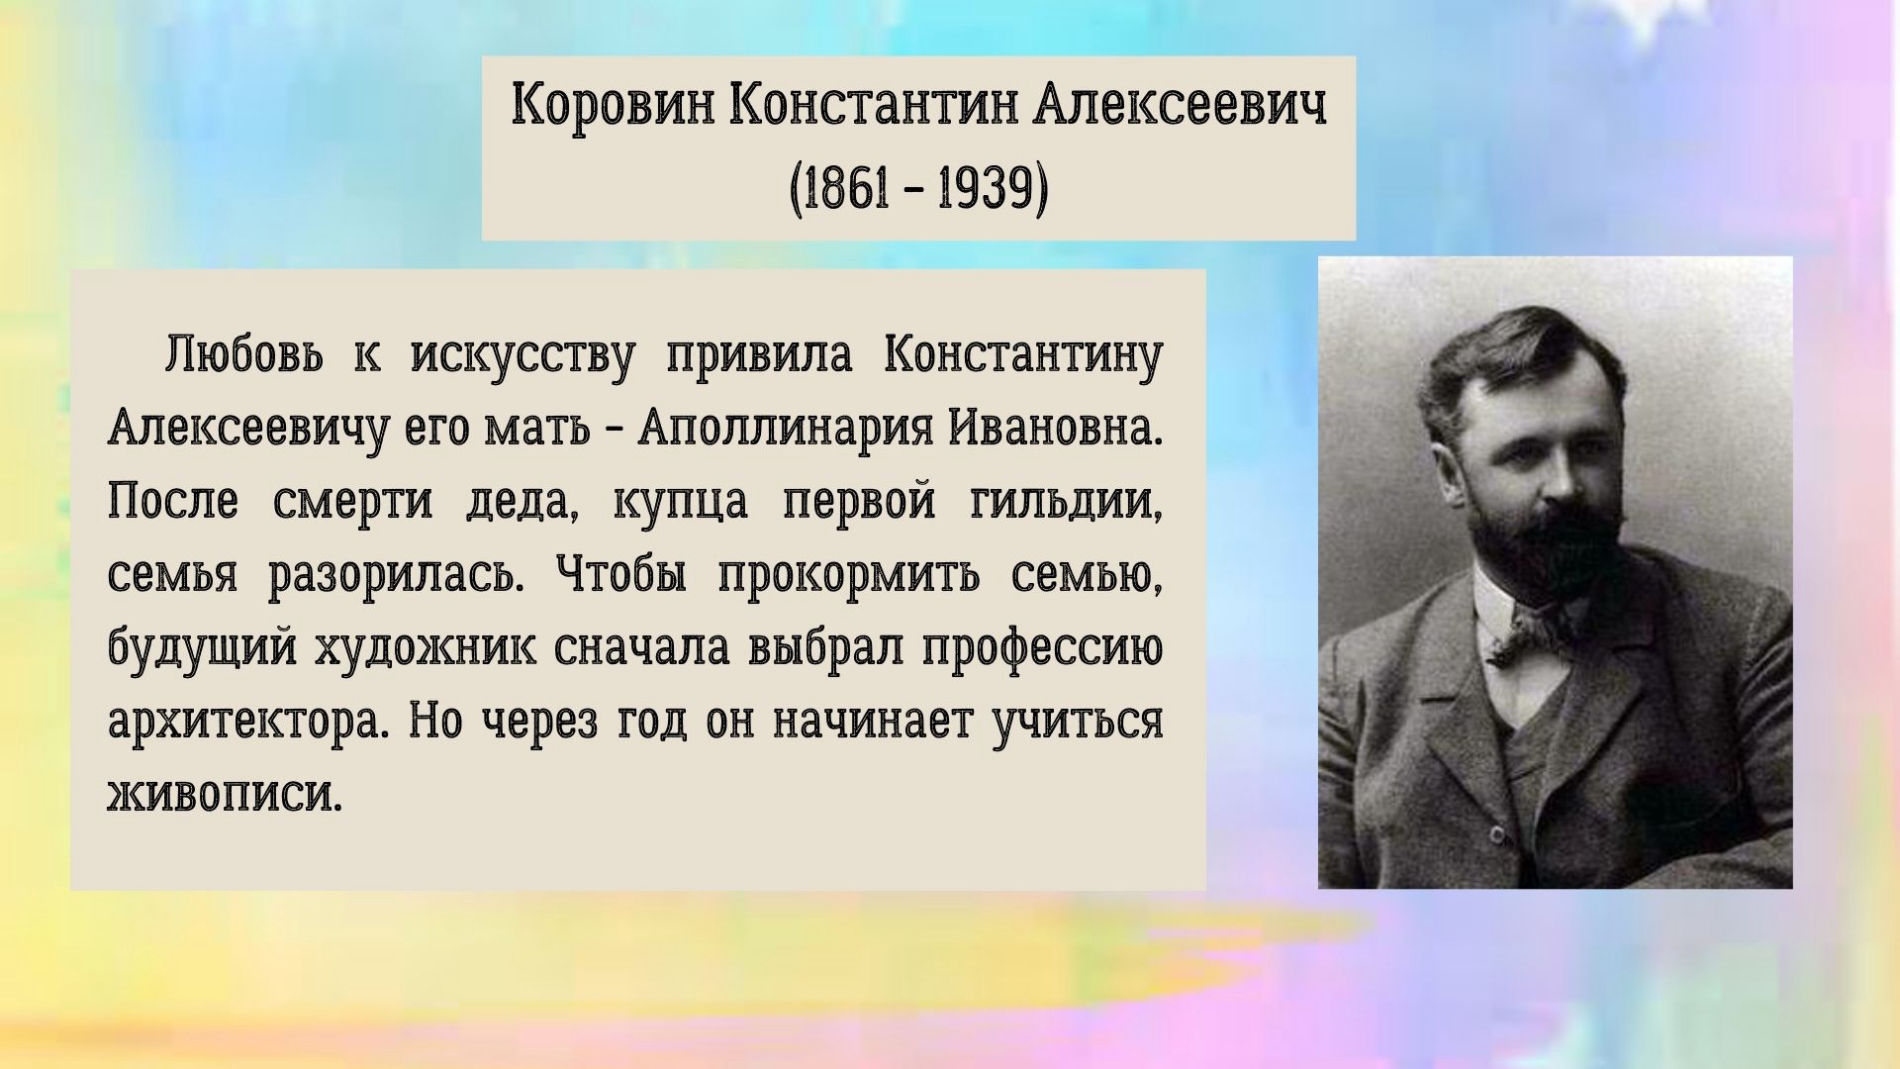 Коровин Константин Алексеевич
(1861 – 1939)
Любовь к искусству привила Константину
Алексеевичу его мать – Аполлинария Ивановна.
После смерти деда, купца первой гильдии,
семья разорилась. Чтобы прокормить семью,
будущий художник сначала выбрал профессию
архитектора. Но через год он начинает учиться
живописи.